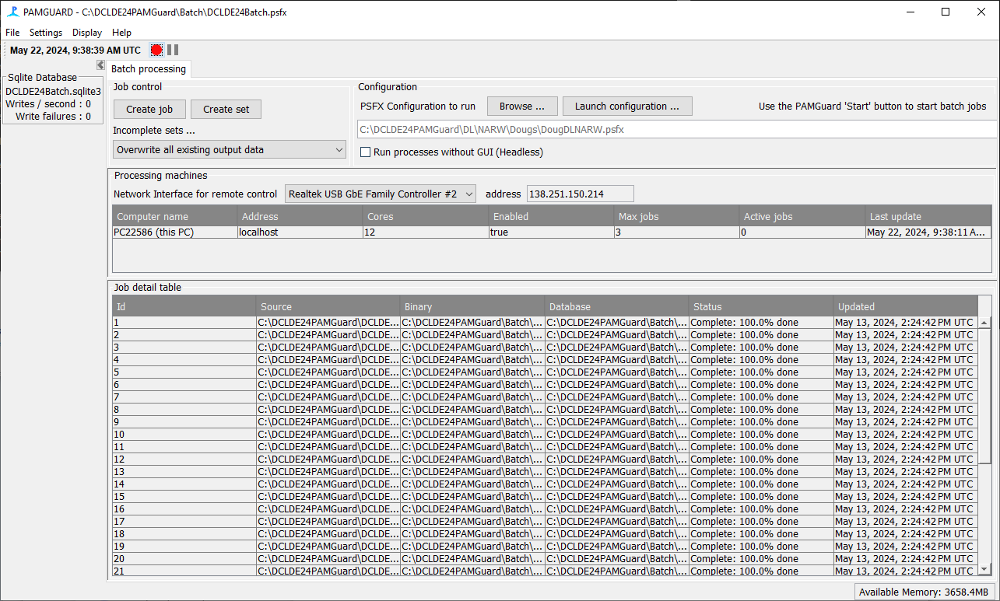 PAMGUARD - C:\DCLDE24PAMGuard\Batch\DCLDE24Batch.psfx
File Settings Display Help
May 22, 2024, 9:38:39 AM UTC
Sqlite Database
DCLDE24Batch.sqlite3
Writes / second : 0
Write failures : 0
Batch processing
Job control
Create job Create set
Incomplete sets ...
Overwrite all existing output data
Configuration
PSFX Configuration to run Browse ... Launch configuration ... Use the PAMGuard 'Start' button to start batch jobs
C:\DCLDE24PAMGuard\DL\NARW\Dougs\DougDLNARW.psfx
Run processes without GUI (Headless)
Processing machines
Network Interface for remote control Realtek USB GbE Family Controller #2 address 138.251.150.214
Computer name Address Cores Enabled Max jobs Active jobs Last update
PC22586 (this PC) localhost 12 true 3 0 May 22, 2024, 9:38:11 A...
Job detail table
Id Source Binary Database Status Updated
1 C:\DCLDE24PAMGuard\DCLDE... C:\DCLDE24PAMGuard\Batch\... C:\DCLDE24PAMGuard\Batch\... Complete: 100.0% done May 13, 2024, 2:24:42 PM UTC
2 C:\DCLDE24PAMGuard\DCLDE... C:\DCLDE24PAMGuard\Batch\... C:\DCLDE24PAMGuard\Batch\... Complete: 100.0% done May 13, 2024, 2:24:42 PM UTC
3 C:\DCLDE24PAMGuard\DCLDE... C:\DCLDE24PAMGuard\Batch\... C:\DCLDE24PAMGuard\Batch\... Complete: 100.0% done May 13, 2024, 2:24:42 PM UTC
4 C:\DCLDE24PAMGuard\DCLDE... C:\DCLDE24PAMGuard\Batch\... C:\DCLDE24PAMGuard\Batch\... Complete: 100.0% done May 13, 2024, 2:24:42 PM UTC
5 C:\DCLDE24PAMGuard\DCLDE... C:\DCLDE24PAMGuard\Batch\... C:\DCLDE24PAMGuard\Batch\... Complete: 100.0% done May 13, 2024, 2:24:42 PM UTC
6 C:\DCLDE24PAMGuard\DCLDE... C:\DCLDE24PAMGuard\Batch\... C:\DCLDE24PAMGuard\Batch\... Complete: 100.0% done May 13, 2024, 2:24:42 PM UTC
7 C:\DCLDE24PAMGuard\DCLDE... C:\DCLDE24PAMGuard\Batch\... C:\DCLDE24PAMGuard\Batch\... Complete: 100.0% done May 13, 2024, 2:24:42 PM UTC
8 C:\DCLDE24PAMGuard\DCLDE... C:\DCLDE24PAMGuard\Batch\... C:\DCLDE24PAMGuard\Batch\... Complete: 100.0% done May 13, 2024, 2:24:42 PM UTC
9 C:\DCLDE24PAMGuard\DCLDE... C:\DCLDE24PAMGuard\Batch\... C:\DCLDE24PAMGuard\Batch\... Complete: 100.0% done May 13, 2024, 2:24:42 PM UTC
10 C:\DCLDE24PAMGuard\DCLDE... C:\DCLDE24PAMGuard\Batch\... C:\DCLDE24PAMGuard\Batch\... Complete: 100.0% done May 13, 2024, 2:24:42 PM UTC
11 C:\DCLDE24PAMGuard\DCLDE... C:\DCLDE24PAMGuard\Batch\... C:\DCLDE24PAMGuard\Batch\... Complete: 100.0% done May 13, 2024, 2:24:42 PM UTC
12 C:\DCLDE24PAMGuard\DCLDE... C:\DCLDE24PAMGuard\Batch\... C:\DCLDE24PAMGuard\Batch\... Complete: 100.0% done May 13, 2024, 2:24:42 PM UTC
13 C:\DCLDE24PAMGuard\DCLDE... C:\DCLDE24PAMGuard\Batch\... C:\DCLDE24PAMGuard\Batch\... Complete: 100.0% done May 13, 2024, 2:24:42 PM UTC
14 C:\DCLDE24PAMGuard\DCLDE... C:\DCLDE24PAMGuard\Batch\... C:\DCLDE24PAMGuard\Batch\... Complete: 100.0% done May 13, 2024, 2:24:42 PM UTC
15 C:\DCLDE24PAMGuard\DCLDE... C:\DCLDE24PAMGuard\Batch\... C:\DCLDE24PAMGuard\Batch\... Complete: 100.0% done May 13, 2024, 2:24:42 PM UTC
16 C:\DCLDE24PAMGuard\DCLDE... C:\DCLDE24PAMGuard\Batch\... C:\DCLDE24PAMGuard\Batch\... Complete: 100.0% done May 13, 2024, 2:24:42 PM UTC
17 C:\DCLDE24PAMGuard\DCLDE... C:\DCLDE24PAMGuard\Batch\... C:\DCLDE24PAMGuard\Batch\... Complete: 100.0% done May 13, 2024, 2:24:42 PM UTC
18 C:\DCLDE24PAMGuard\DCLDE... C:\DCLDE24PAMGuard\Batch\... C:\DCLDE24PAMGuard\Batch\... Complete: 100.0% done May 13, 2024, 2:24:42 PM UTC
19 C:\DCLDE24PAMGuard\DCLDE... C:\DCLDE24PAMGuard\Batch\... C:\DCLDE24PAMGuard\Batch\... Complete: 100.0% done May 13, 2024, 2:24:42 PM UTC
20 C:\DCLDE24PAMGuard\DCLDE... C:\DCLDE24PAMGuard\Batch\... C:\DCLDE24PAMGuard\Batch\... Complete: 100.0% done May 13, 2024, 2:24:42 PM UTC
21 C:\DCLDE24PAMGuard\DCLDE... C:\DCLDE24PAMGuard\Batch\... C:\DCLDE24PAMGuard\Batch\... Complete: 100.0% done May 13, 2024, 2:24:42 PM UTC
Available Memory: 3658.4MB